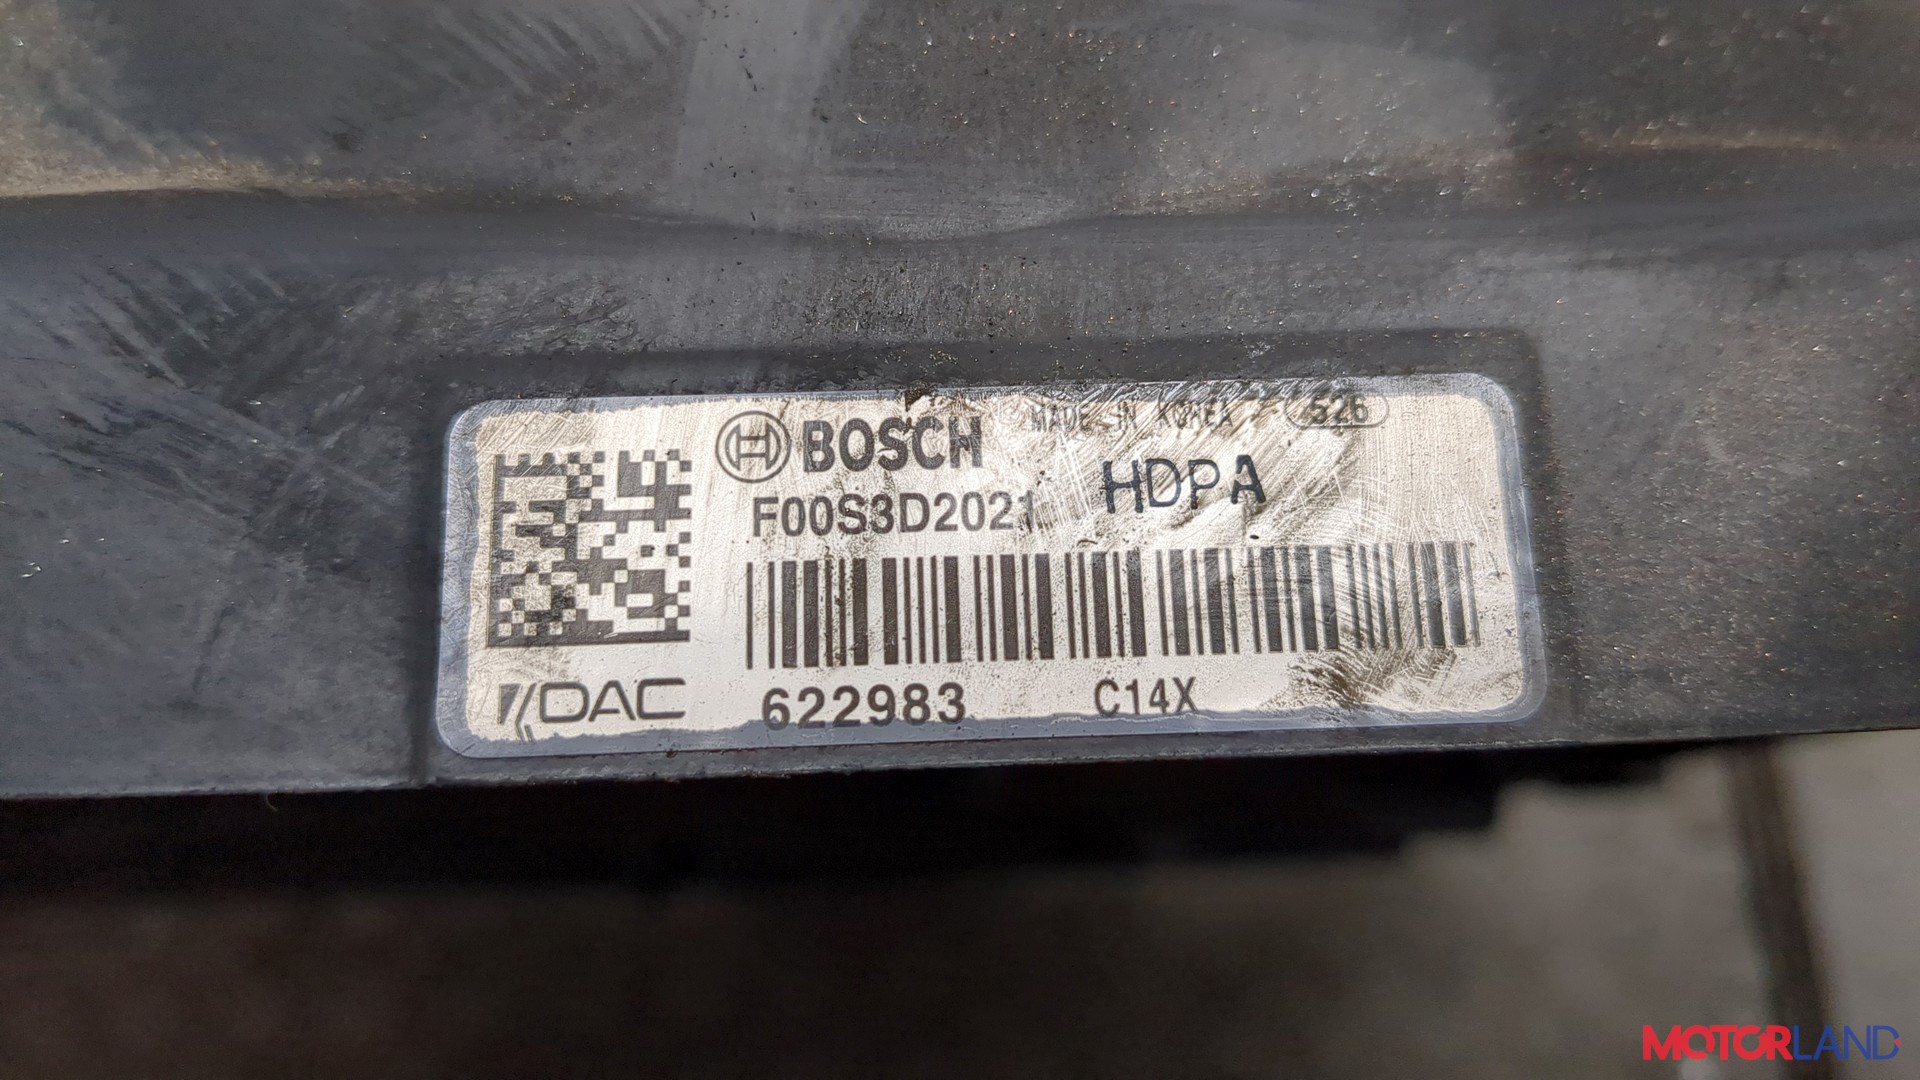 BOSCH
MADE IN KOREA
526
F00S3D2021
HDPA
DAC
622983
C14X
MOTORLAND